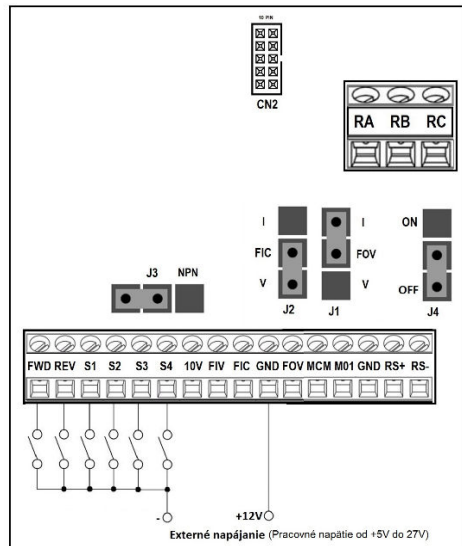 10 PIN
CN2
RA RB RC
I I ON
FIC FOV
J3 NPN V V OFF
J2 J1 J4
FWD REV S1 S2 S3 S4 10V FIV FIC GND FOV MCM M01 GND RS+ RS-
- +12V
Externé napájanie (Pracovné napätie od +5V do 27V)